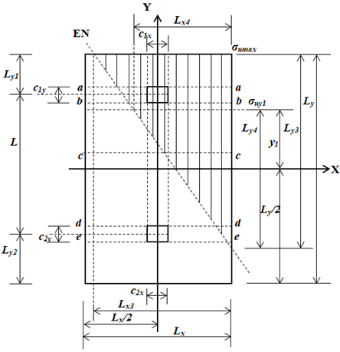 Y
EN
c1x
Lx4
σumax
Ly1
c1y
a
a
b
b
σuy1
Ly4
Ly3
Ly
y1
L
c
c
X
Ly/2
d
d
c2y
e
e
Ly2
c2x
Lx3
Lx/2
Lx